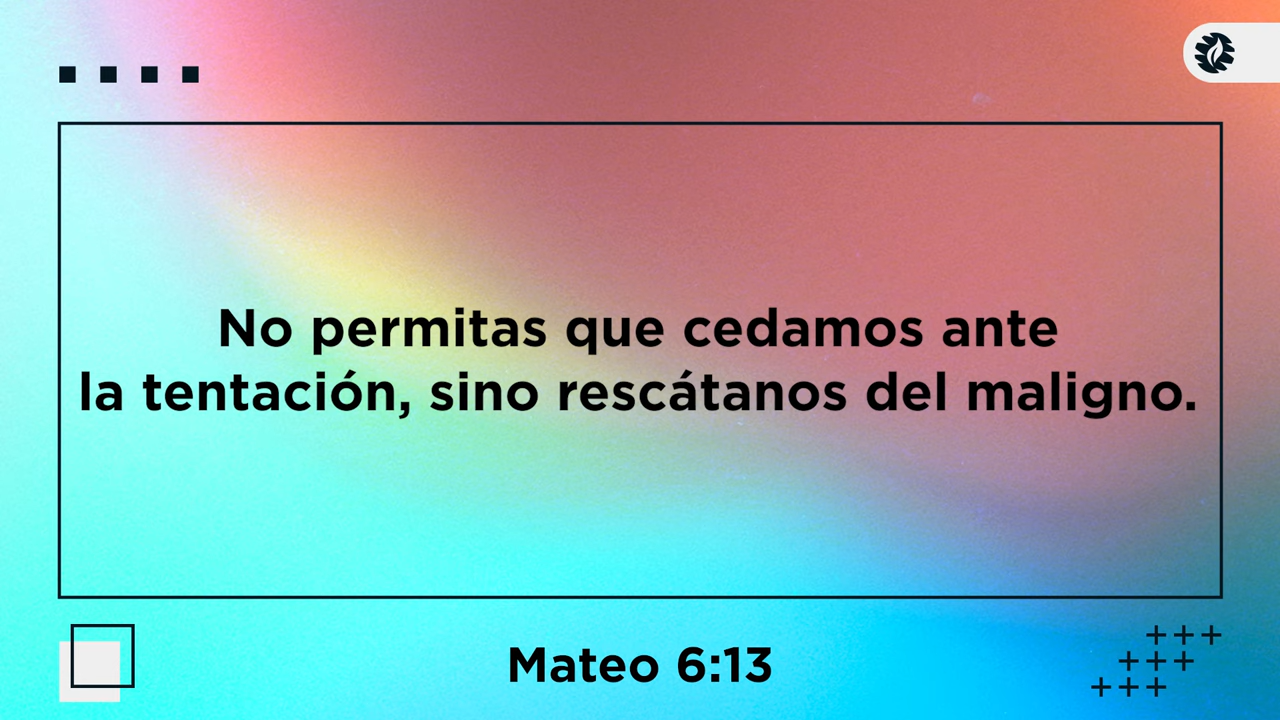 No permitas que cedamos ante
la tentación, sino rescátanos del maligno.
Mateo 6:13